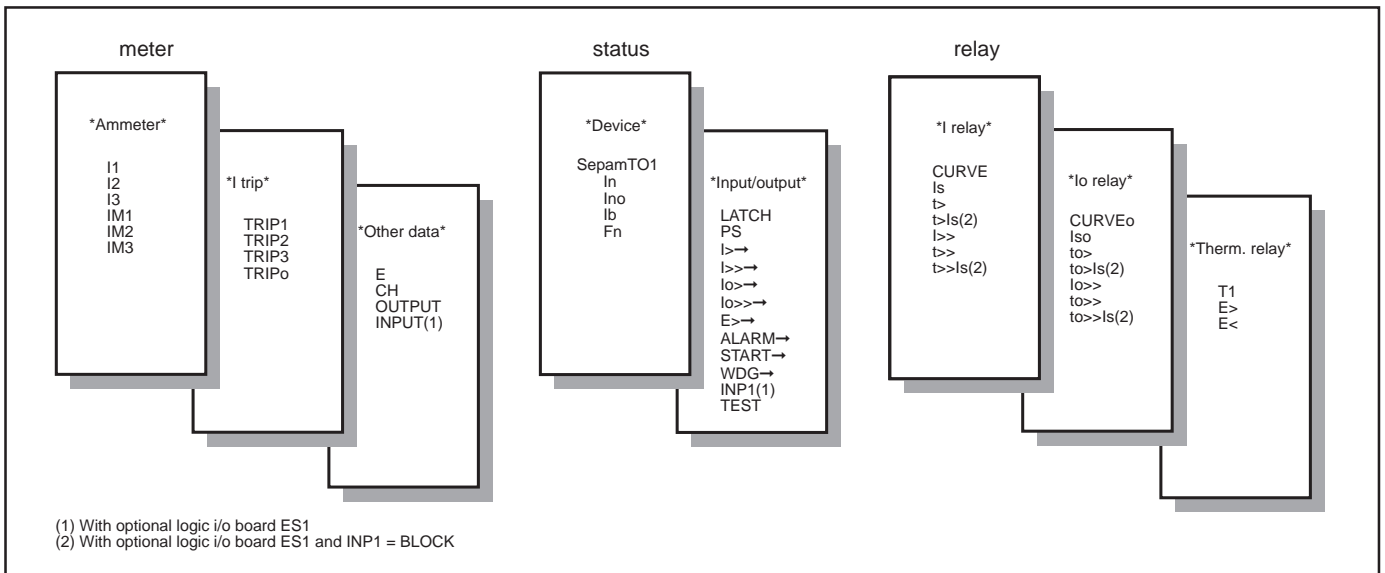 meter
*Ammeter*
I1
I2
I3
IM1
IM2
IM3
*I trip*
TRIP1
TRIP2
TRIP3
TRIPo
*Other data*
E
CH
OUTPUT
INPUT(1)
status
*Device*
SepamTO1
In
Ino
Ib
Fn
*Input/output*
LATCH
PS
I>→
I>>→
Io>→
Io>>→
E>→
ALARM→
START→
WDG→
INP1(1)
TEST
relay
*I relay*
CURVE
Is
t>
t>Is(2)
I>>
t>>
t>>Is(2)
*Io relay*
CURVEo
Iso
to>
to>Is(2)
Io>>
to>>
to>>Is(2)
*Therm. relay*
T1
E>
E<
(1) With optional logic i/o board ES1
(2) With optional logic i/o board ES1 and INP1 = BLOCK